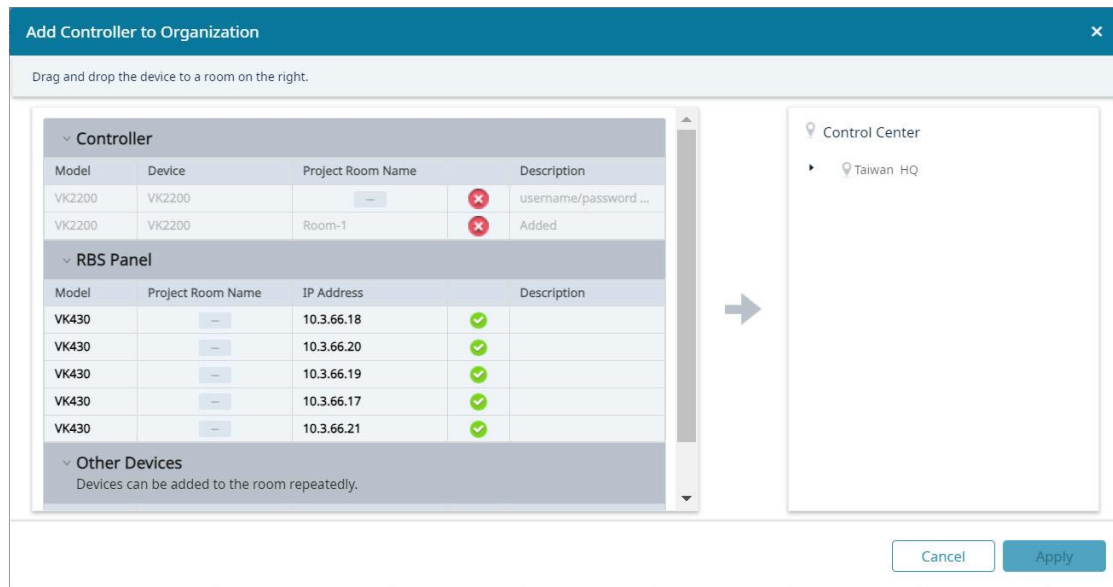 Add Controller to Organization
Drag and drop the device to a room on the right.
Controller
Model Device Project Room Name Description
VK2200 VK2200 — username/password ...
VK2200 VK2200 Room-1 Added
RBS Panel
Model Project Room Name IP Address Description
VK430 — 10.3.66.18
VK430 — 10.3.66.20
VK430 — 10.3.66.19
VK430 — 10.3.66.17
VK430 — 10.3.66.21
Other Devices
Devices can be added to the room repeatedly.
Control Center
Taiwan HQ
Cancel Apply